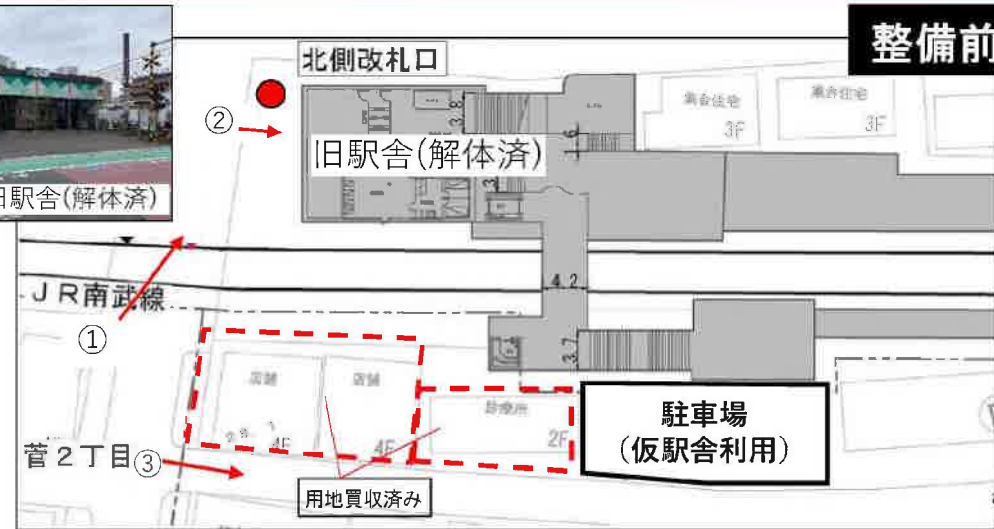 整備前
北側改札口
②
集合住宅
3F
集合住宅
3F
旧駅舎(解体済)
3.8
旧駅舎(解体済)
JR南武線
4.2
①
3.7
店舗
店舗
4F
4F
診療所
2F
駐車場
(仮駅舎利用)
菅2丁目
③
用地買収済み